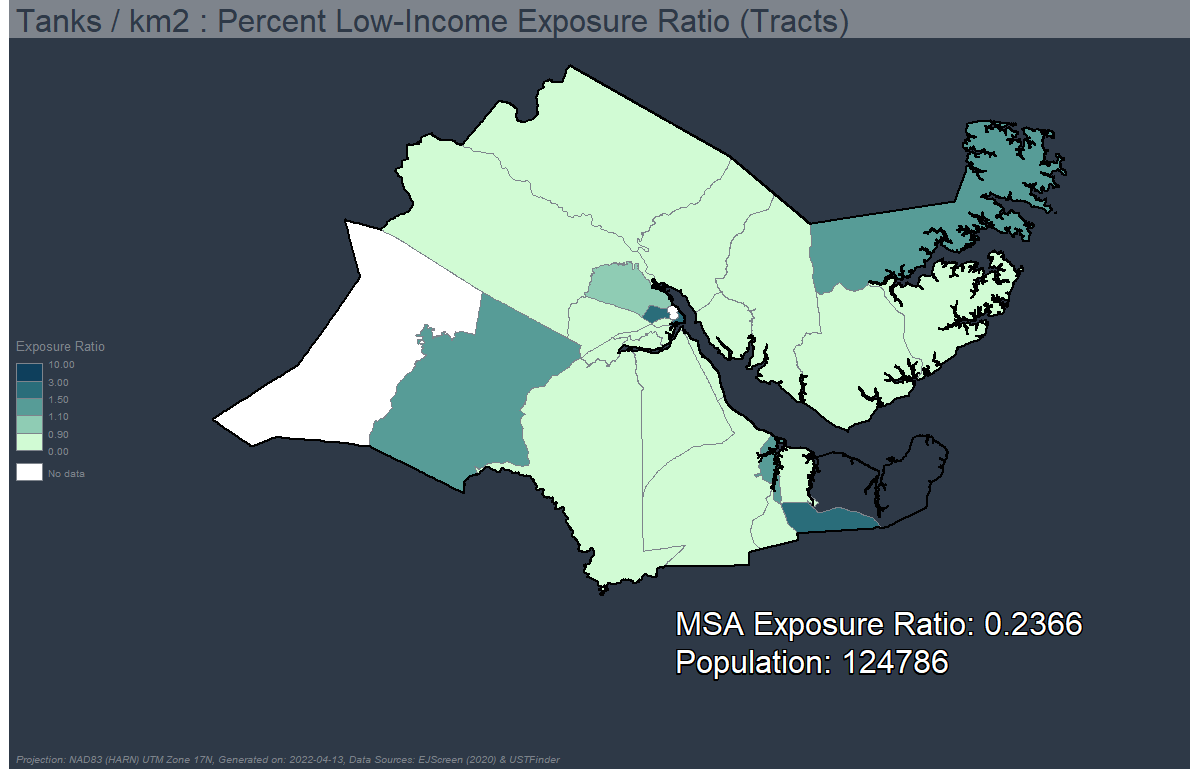 Tanks / km2 : Percent Low-Income Exposure Ratio (Tracts)
Exposure Ratio
10.00
3.00
1.50
1.10
0.90
0.00
No data
MSA Exposure Ratio: 0.2366
Population: 124786
Projection: NAD83 (HARN) UTM Zone 17N, Generated on: 2022-04-13, Data Sources: EJScreen (2020) & USTFinder